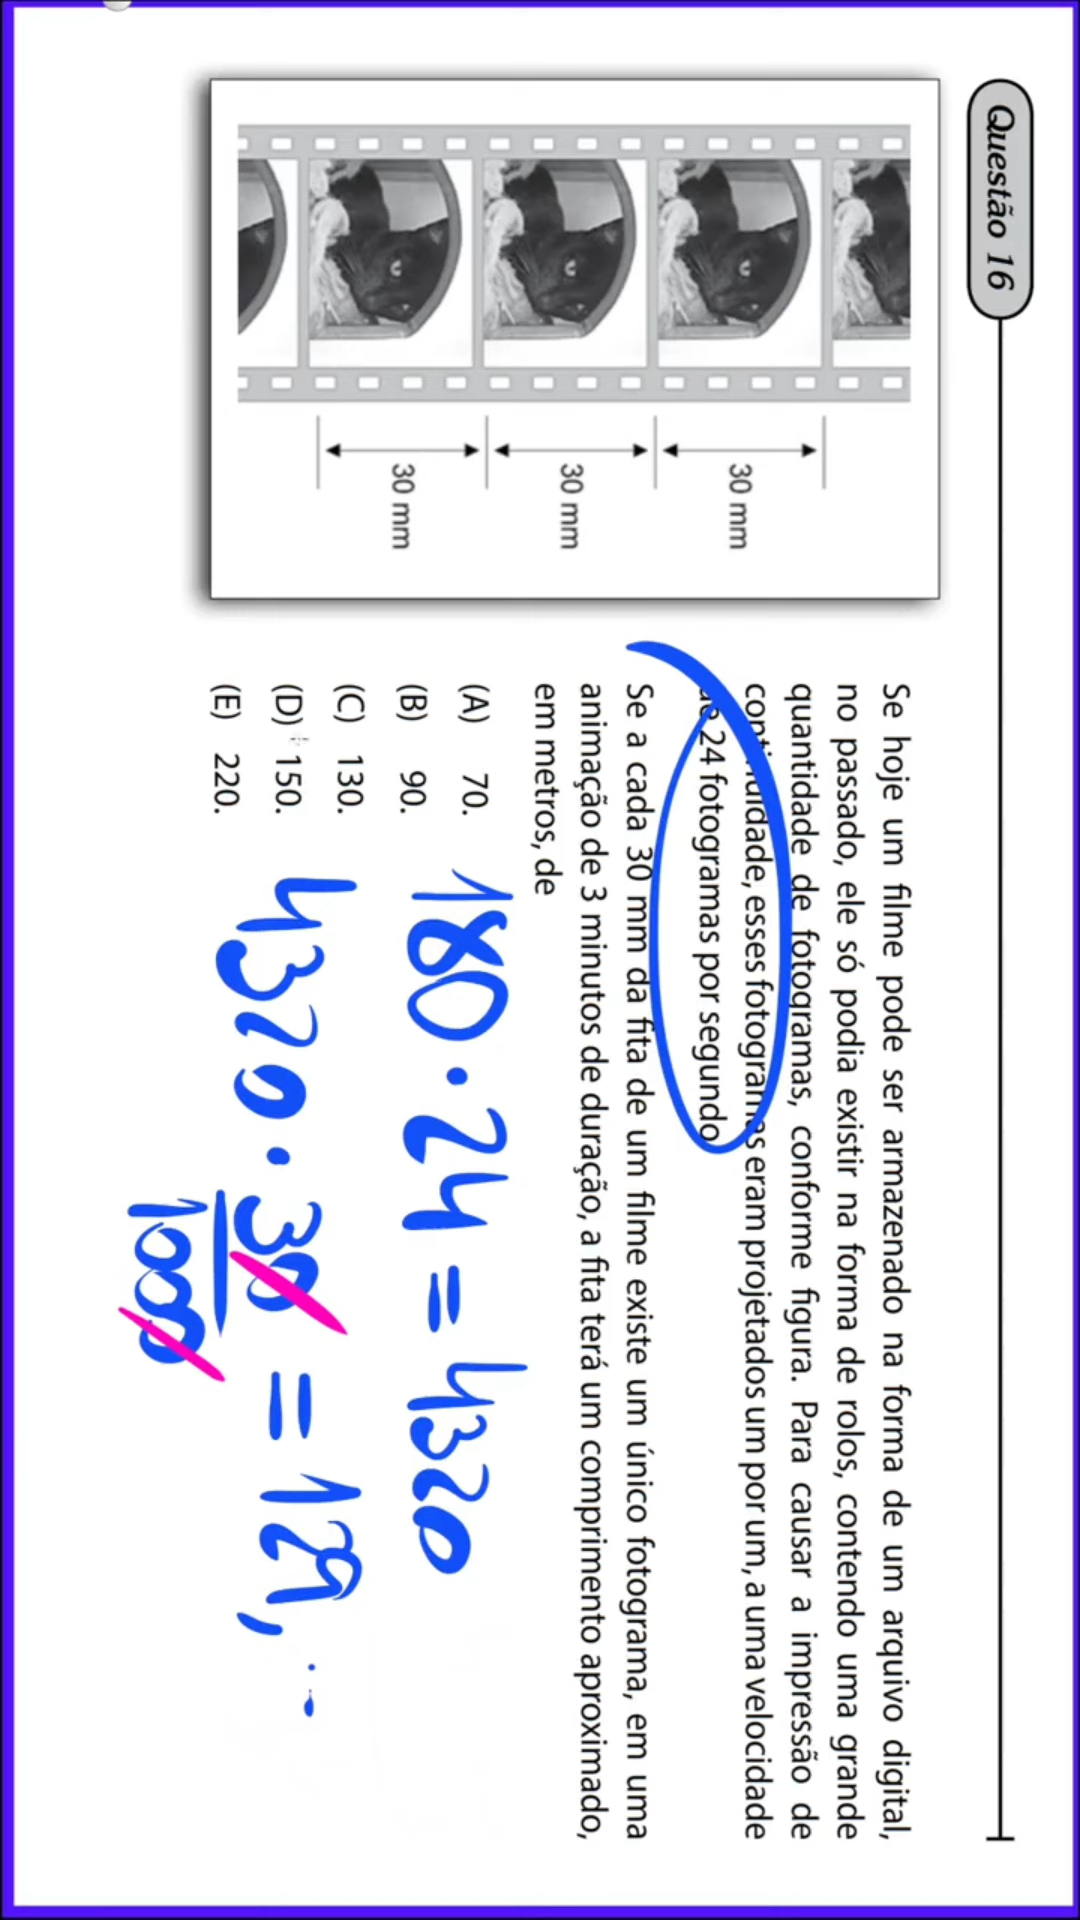 Questão 16
30 mm
30 mm
30 mm
Se hoje um filme pode ser armazenado na forma de um arquivo digital,
no passado, ele só podia existir na forma de rolos, contendo uma grande
quantidade de fotogramas, conforme figura. Para causar a impressão de
continuidade, esses fotogramas eram projetados um por um, a uma velocidade
de 24 fotogramas por segundo
Se a cada 30 mm da fita de um filme existe um único fotograma, em uma
animação de 3 minutos de duração, a fita terá um comprimento aproximado,
em metros, de
(A) 70.
(B) 90.
(C) 130.
(D) 150.
(E) 220.
180 · 24 = 4320
4320 · 30 = 129, ..
1000